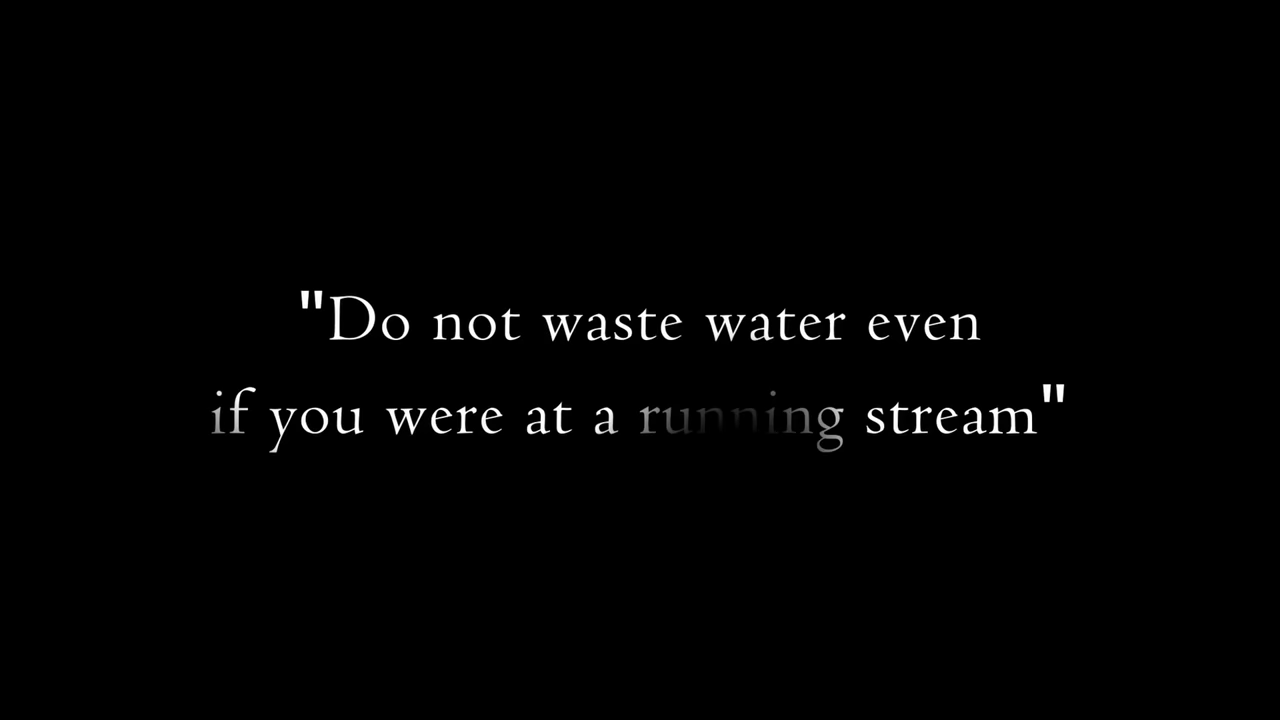 "Do not waste water even
if you were at a running stream"